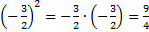 (−3/2)² = −3/2 · (−3/2) = 9/4